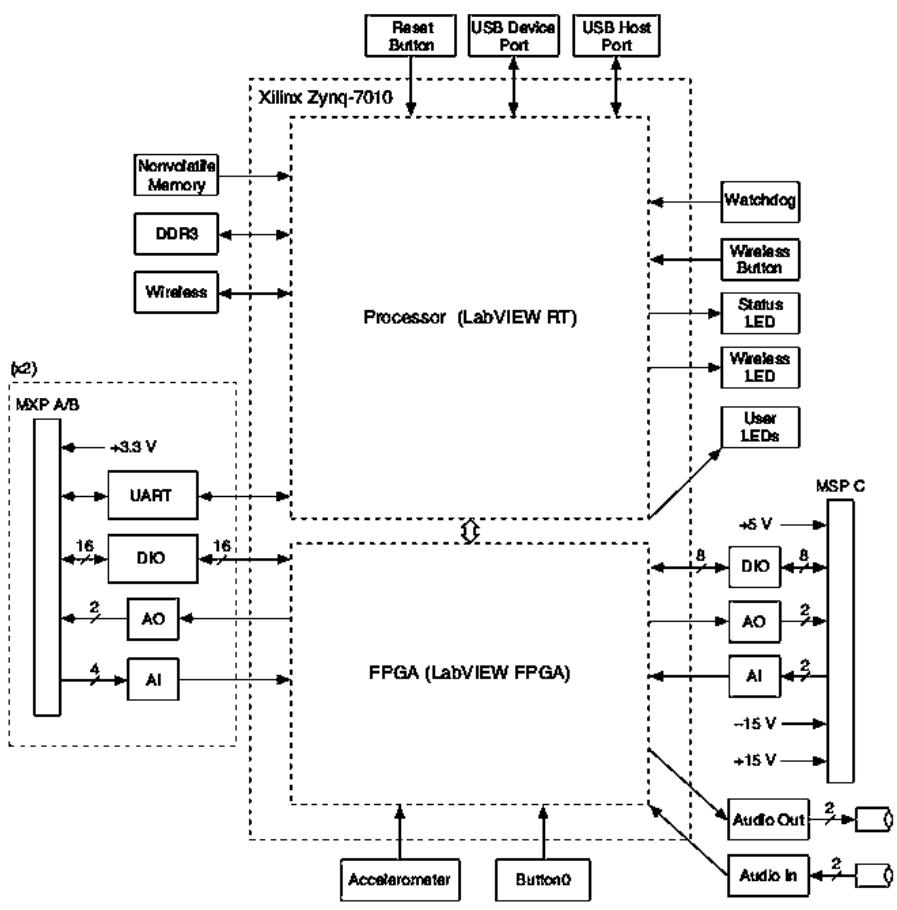 Reset
Button
USB Device
Port
USB Host
Port
Xilinx Zynq-7010
Nonvolatile
Memory
DDR3
Wireless
Processor (LabVIEW RT)
Watchdog
Wireless
Button
Status
LED
Wireless
LED
User
LEDs
(x2)
MXP A/B
+3.3 V
UART
16
DIO
16
2
AO
4
AI
FPGA (LabVIEW FPGA)
MSP C
+5 V
8
DIO
8
AO
2
AI
2
–15 V
+15 V
Audio Out
2
Audio In
2
Accelerometer
Button0